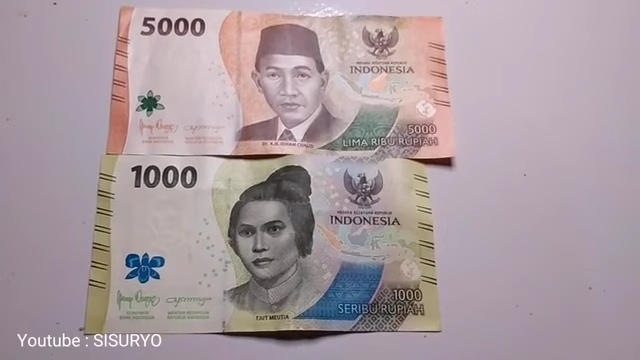 5000
NEGARA KESATUAN REPUBLIK
INDONESIA
Dr. K.H. IDHAM CHALID
5000
LIMA RIBU RUPIAH
1000
NEGARA KESATUAN REPUBLIK
INDONESIA
TJUT MEUTIA
1000
SERIBU RUPIAH
Youtube : SISURYO